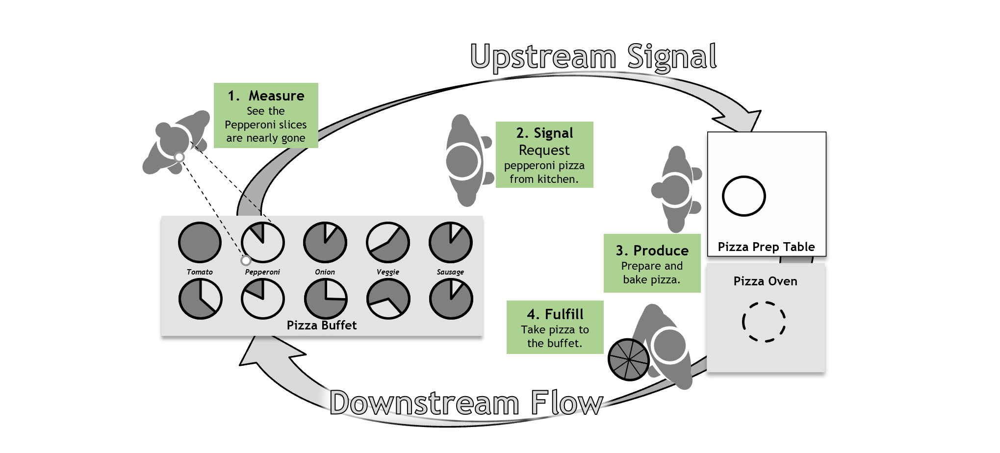 Upstream Signal
1.  Measure
See the
Pepperoni slices
are nearly gone
2. Signal
Request
pepperoni pizza
from kitchen.
Pizza Prep Table
3. Produce
Prepare and
bake pizza.
Pizza Oven
Tomato
Pepperoni
Onion
Veggie
Sausage
Pizza Buffet
4. Fulfill
Take pizza to
the buffet.
Downstream Flow